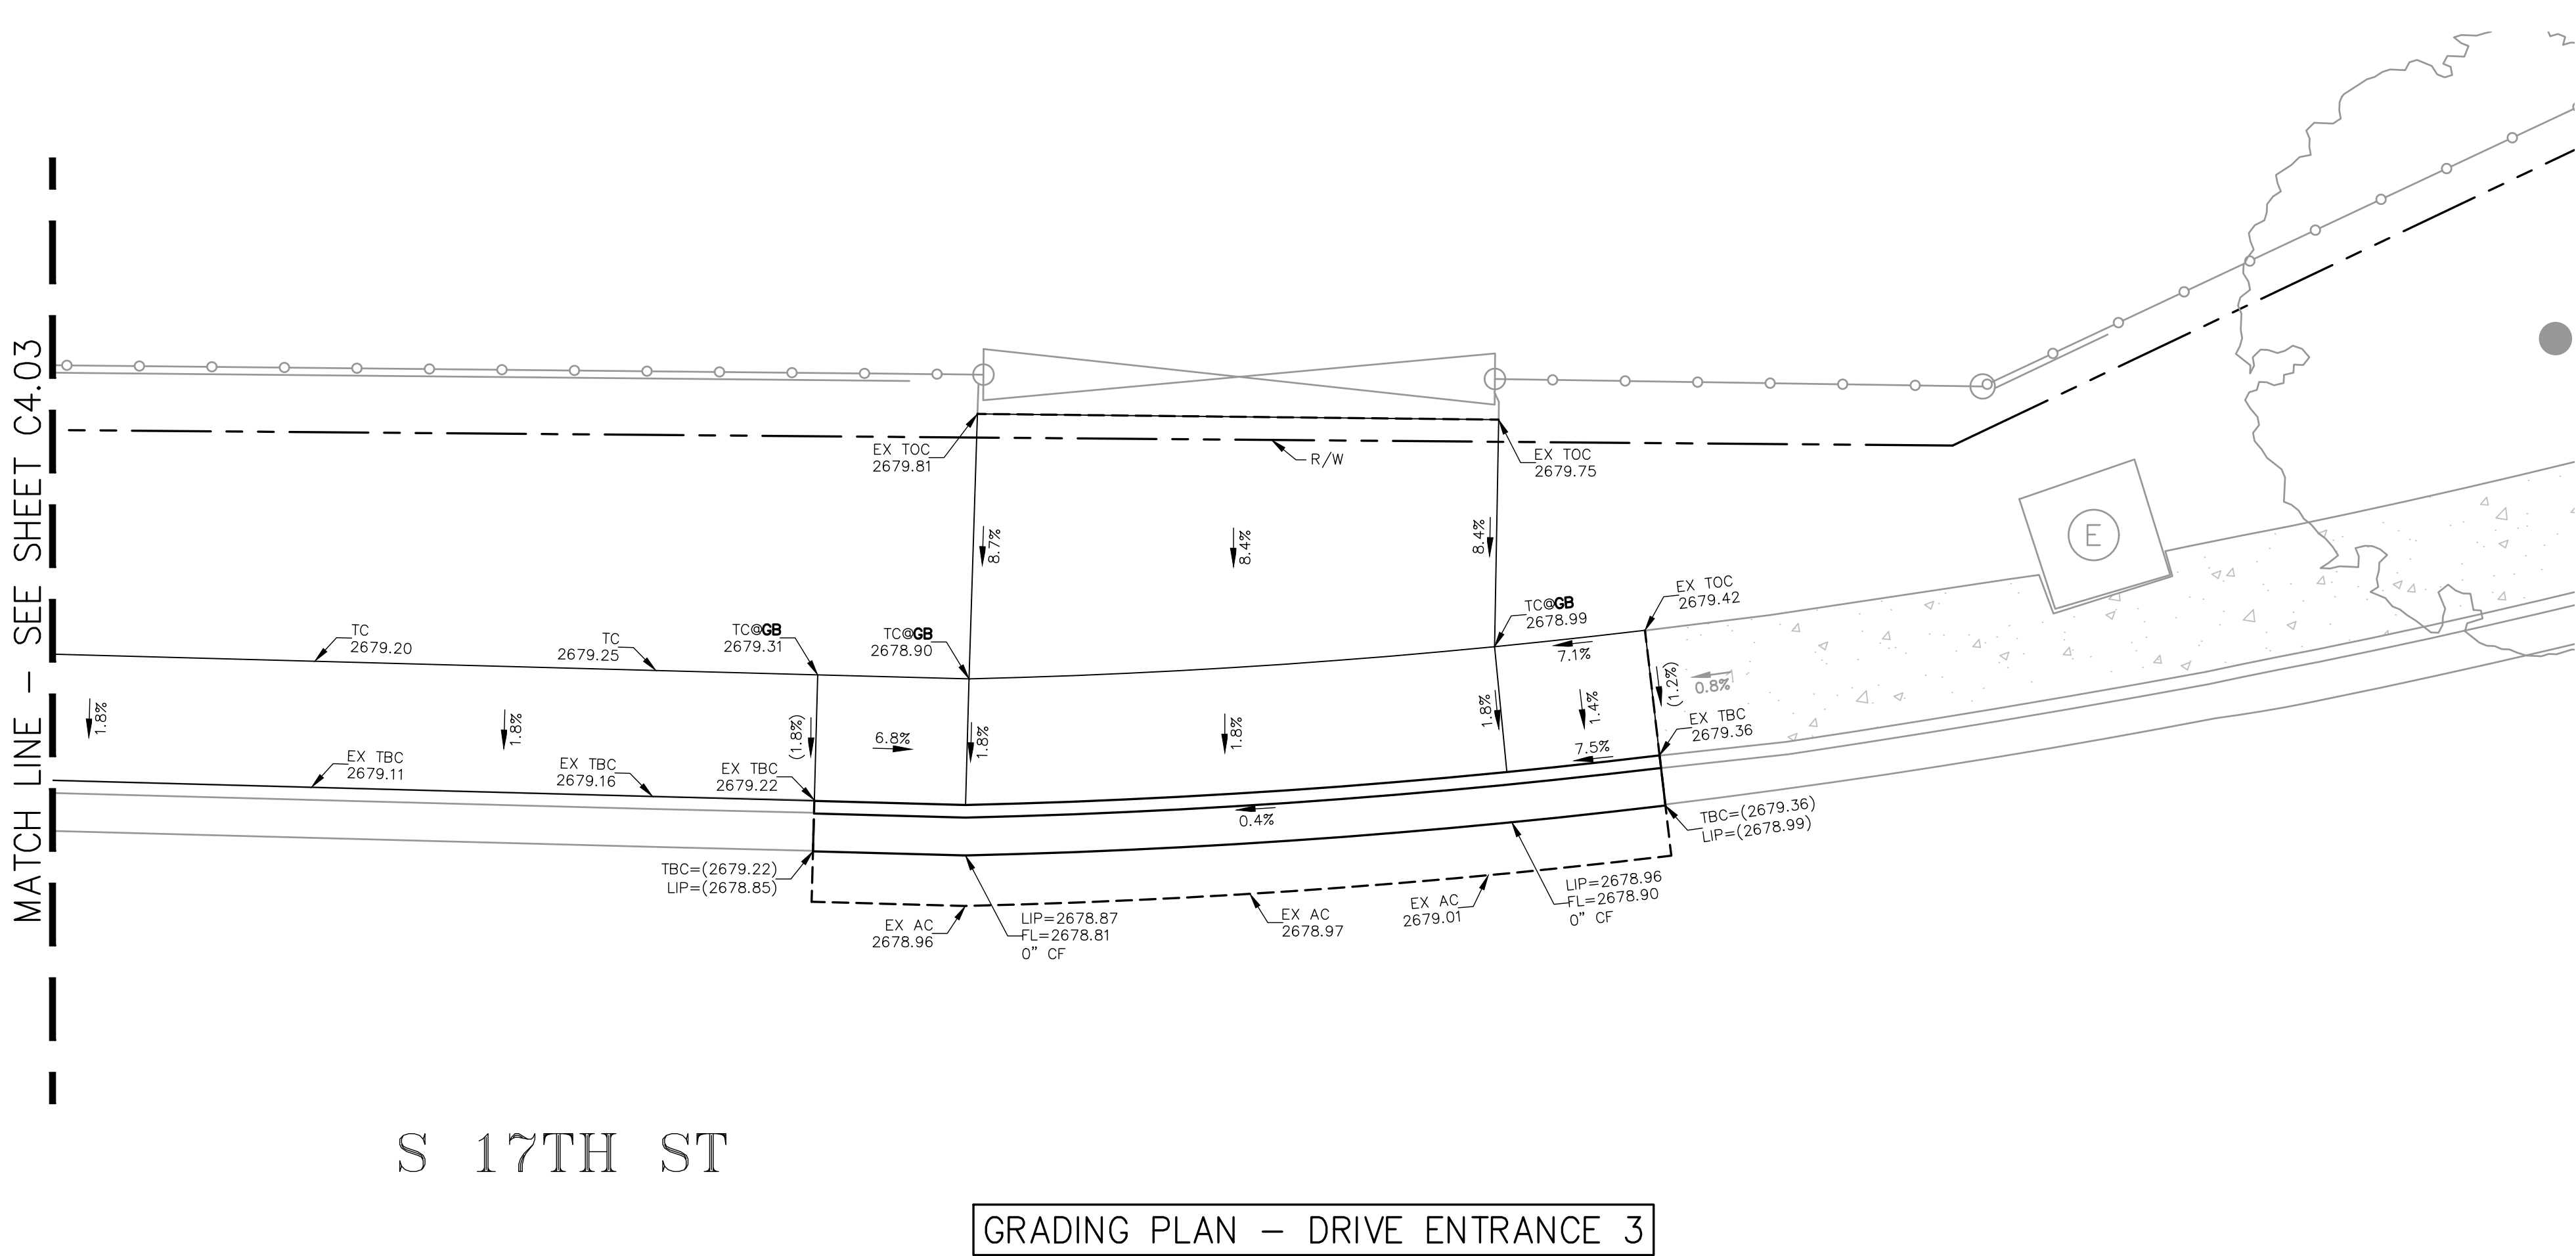 MATCH LINE - SEE SHEET C4.03
EX TOC
2679.81
R/W
EX TOC
2679.75
8.7%
8.4%
8.4%
TC
2679.20
TC
2679.25
TC@GB
2679.31
TC@GB
2678.90
TC@GB
2678.99
EX TOC
2679.42
7.1%
E
1.8%
1.8%
(1.8%)
6.8%
1.8%
1.8%
1.8%
1.4%
(1.2%)
0.8%
7.5%
EX TBC
2679.11
EX TBC
2679.16
EX TBC
2679.22
EX TBC
2679.36
0.4%
TBC=(2679.22)
LIP=(2678.85)
TBC=(2679.36)
LIP=(2678.99)
EX AC
2678.96
LIP=2678.87
FL=2678.81
0" CF
EX AC
2678.97
EX AC
2679.01
LIP=2678.96
FL=2678.90
0" CF
S 17TH ST
GRADING PLAN - DRIVE ENTRANCE 3